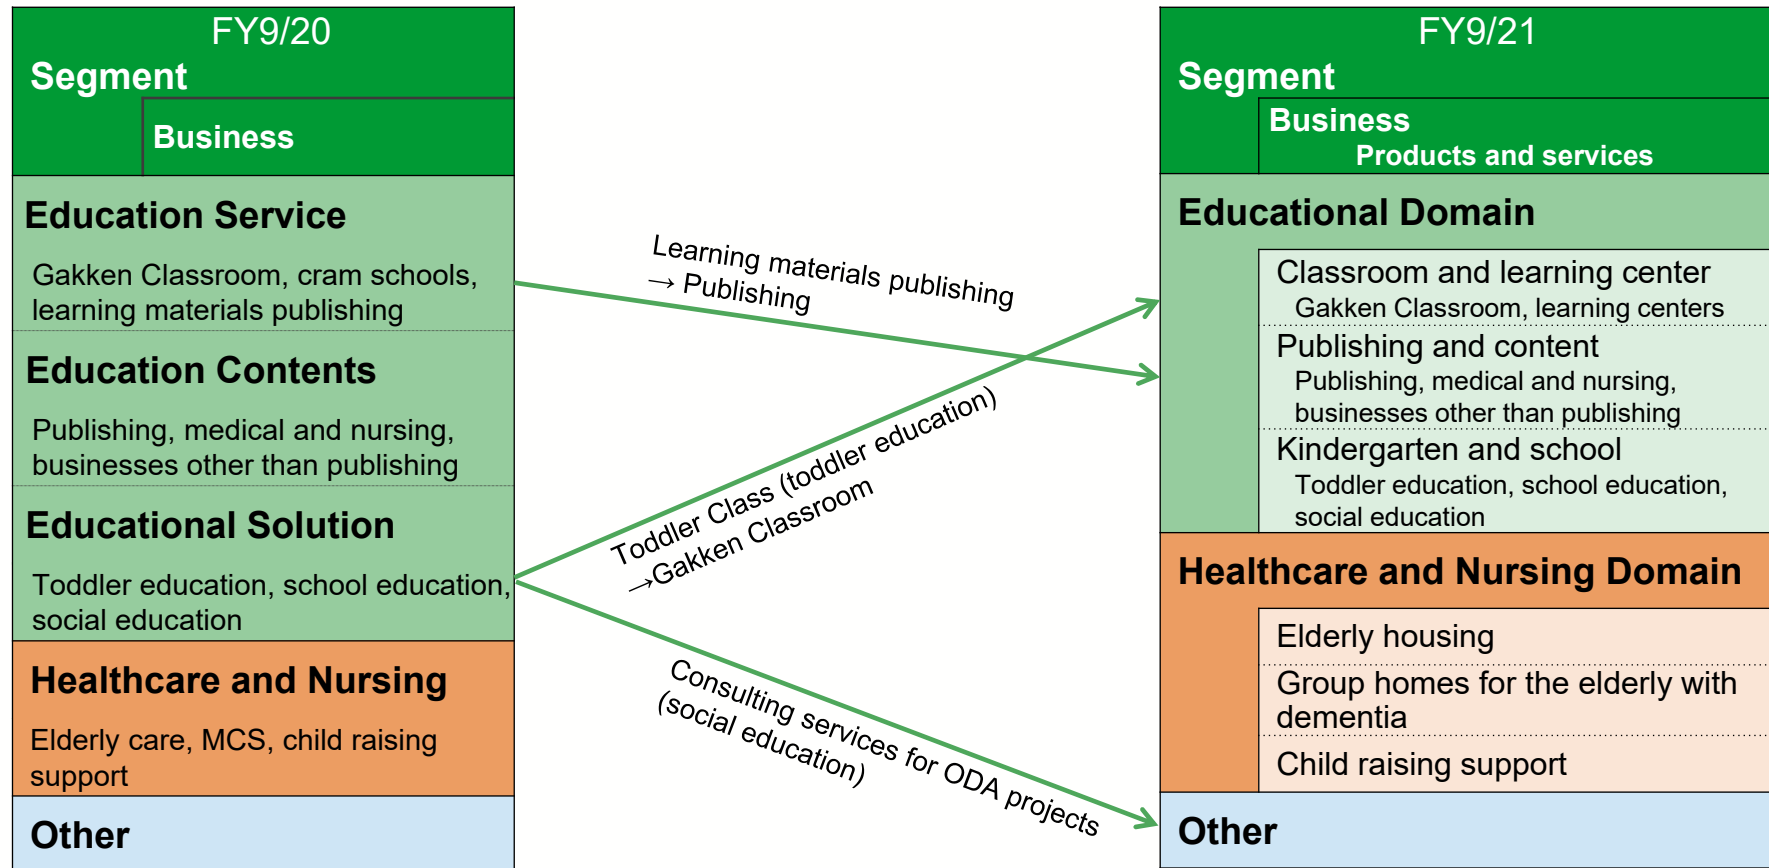 FY9/20
Segment
Business
Education Service
Gakken Classroom, cram schools,
learning materials publishing
Education Contents
Publishing, medical and nursing,
businesses other than publishing
Educational Solution
Toddler education, school education,
social education
Healthcare and Nursing
Elderly care, MCS, child raising
support
Other
Learning materials publishing
→ Publishing
Toddler Class (toddler education)
→Gakken Classroom
Consulting services for ODA projects
(social education)
FY9/21
Segment
Business
Products and services
Educational Domain
Classroom and learning center
Gakken Classroom, learning centers
Publishing and content
Publishing, medical and nursing,
businesses other than publishing
Kindergarten and school
Toddler education, school education,
social education
Healthcare and Nursing Domain
Elderly housing
Group homes for the elderly with
dementia
Child raising support
Other